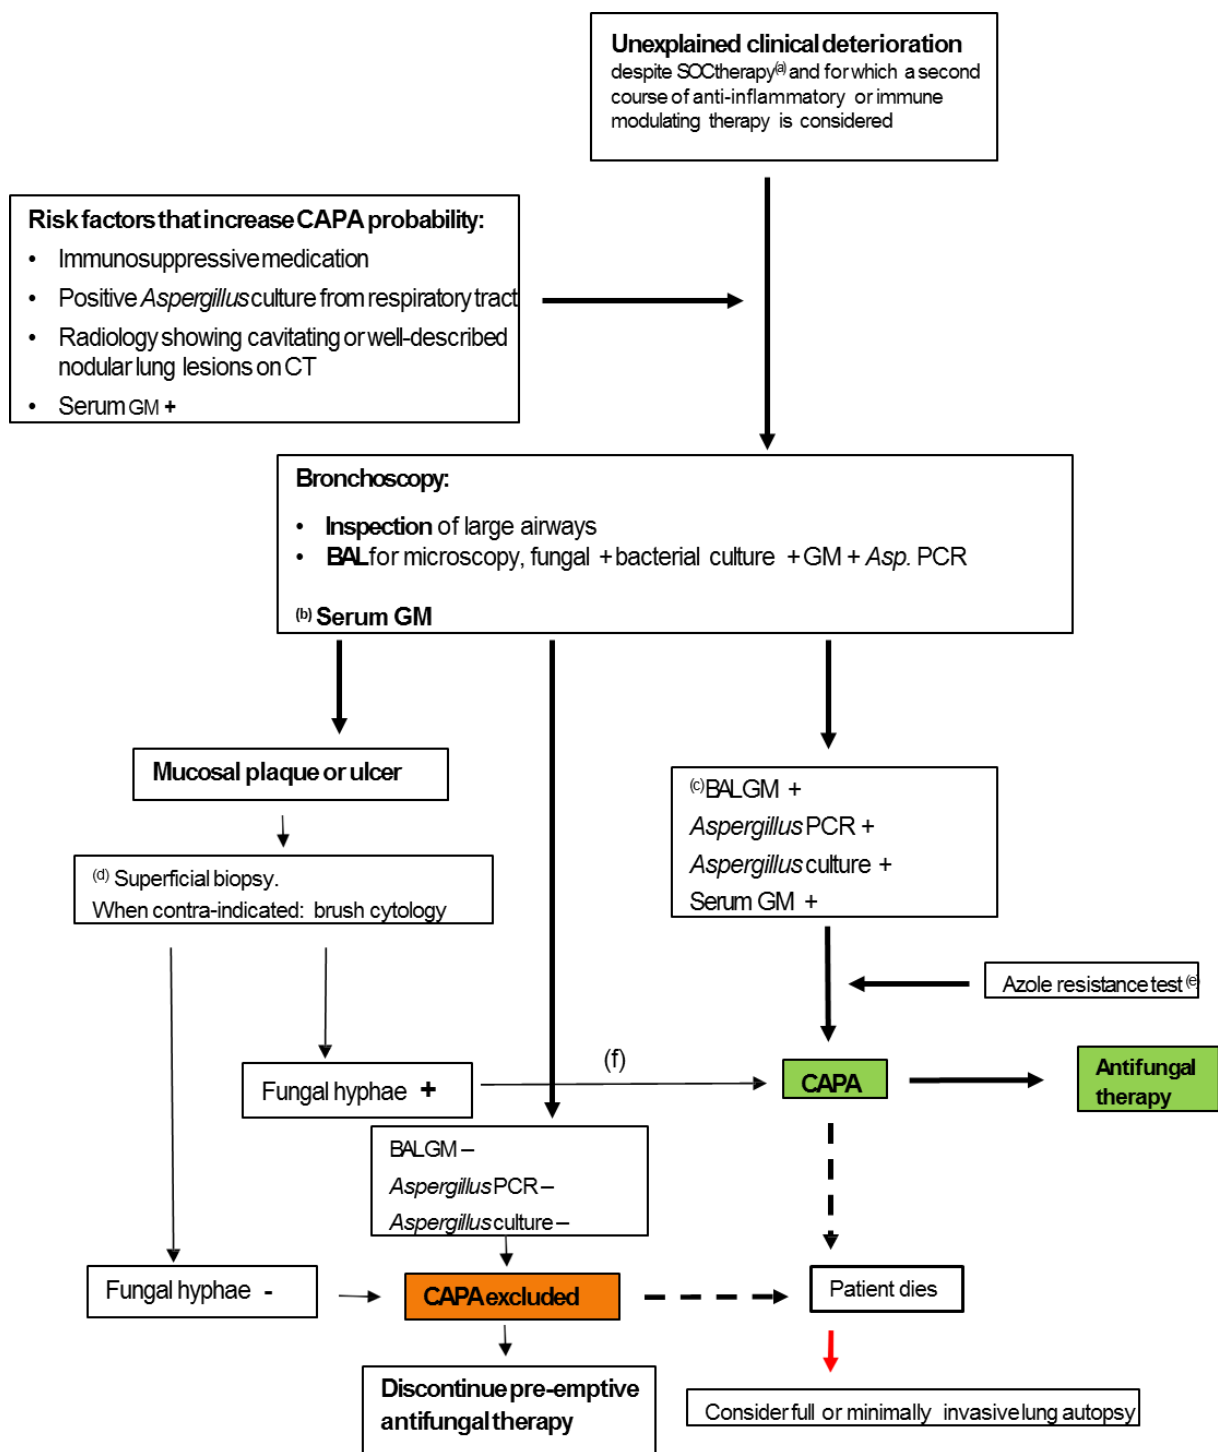 Unexplained clinical deterioration
despite SOC therapy(a) and for which a second
course of anti-inflammatory or immune
modulating therapy is considered
Risk factors that increase CAPA probability:
• Immunosuppressive medication
• Positive Aspergillus culture from respiratory tract
• Radiology showing cavitating or well-described
nodular lung lesions on CT
• Serum GM +
Bronchoscopy:
• Inspection of large airways
• BAL for microscopy, fungal + bacterial culture + GM + Asp. PCR
(b) Serum GM
Mucosal plaque or ulcer
(d) Superficial biopsy.
When contra-indicated: brush cytology
(c) BAL GM +
Aspergillus PCR +
Aspergillus culture +
Serum GM +
Azole resistance test (e)
Fungal hyphae +
(f)
CAPA
Antifungal
therapy
BAL GM –
Aspergillus PCR –
Aspergillus culture –
Fungal hyphae -
CAPA excluded
Patient dies
Discontinue pre-emptive
antifungal therapy
Consider full or minimally invasive lung autopsy